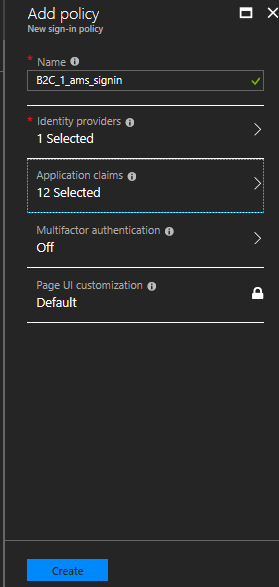 Add policy
New sign-in policy
* Name
B2C_1_ams_signin
* Identity providers
1 Selected
Application claims
12 Selected
Multifactor authentication
Off
Page UI customization
Default
Create